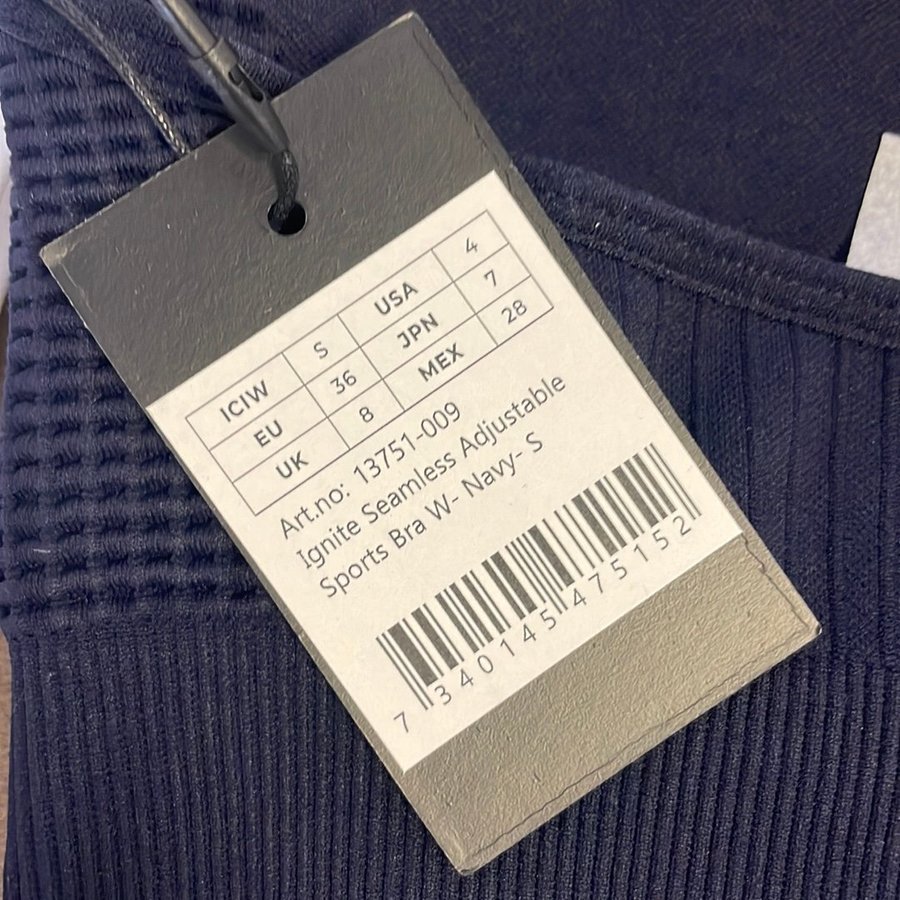 ICIW S USA 4
EU 36 JPN 7
UK 8 MEX 28
Art.no: 13751-009
Ignite Seamless Adjustable
Sports Bra W- Navy- S
7 340145 475152